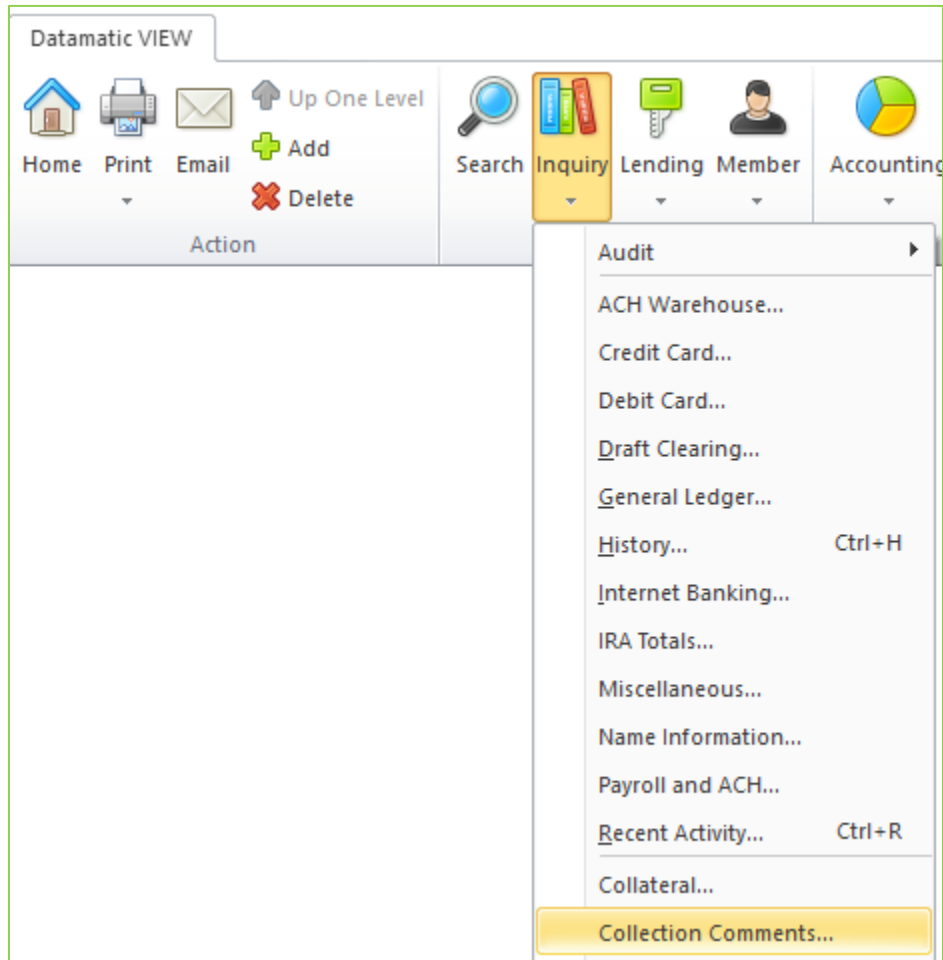 Datamatic VIEW
Up One Level
Add
Delete
Home Print Email
Action
Search Inquiry Lending Member Accounting
Audit
ACH Warehouse...
Credit Card...
Debit Card...
Draft Clearing...
General Ledger...
History... Ctrl+H
Internet Banking...
IRA Totals...
Miscellaneous...
Name Information...
Payroll and ACH...
Recent Activity... Ctrl+R
Collateral...
Collection Comments...